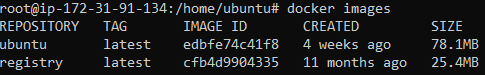 root@ip-172-31-91-134:/home/ubuntu# docker images
REPOSITORY TAG IMAGE ID CREATED SIZE
ubuntu latest edbfe74c41f8 4 weeks ago 78.1MB
registry latest cfb4d9904335 11 months ago 25.4MB